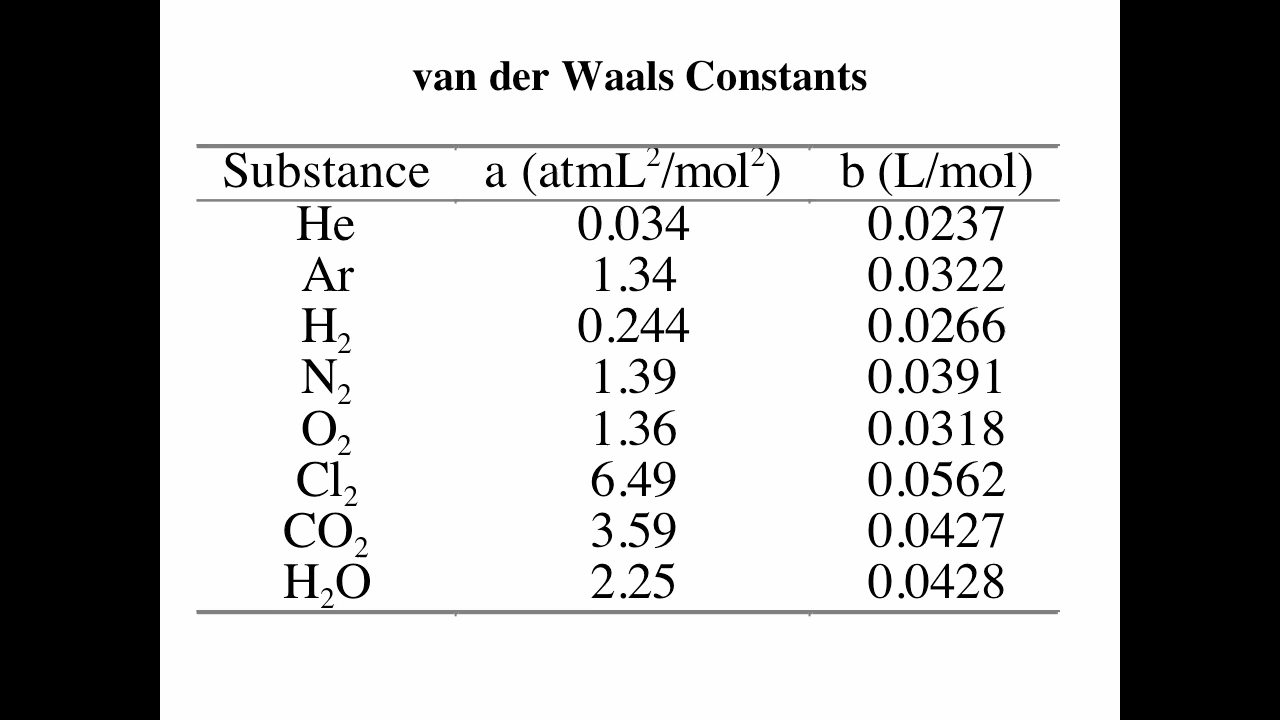 van der Waals Constants
Substance a (atmL²/mol²) b (L/mol)
He 0.034 0.0237
Ar 1.34 0.0322
H₂ 0.244 0.0266
N₂ 1.39 0.0391
O₂ 1.36 0.0318
Cl₂ 6.49 0.0562
CO₂ 3.59 0.0427
H₂O 2.25 0.0428